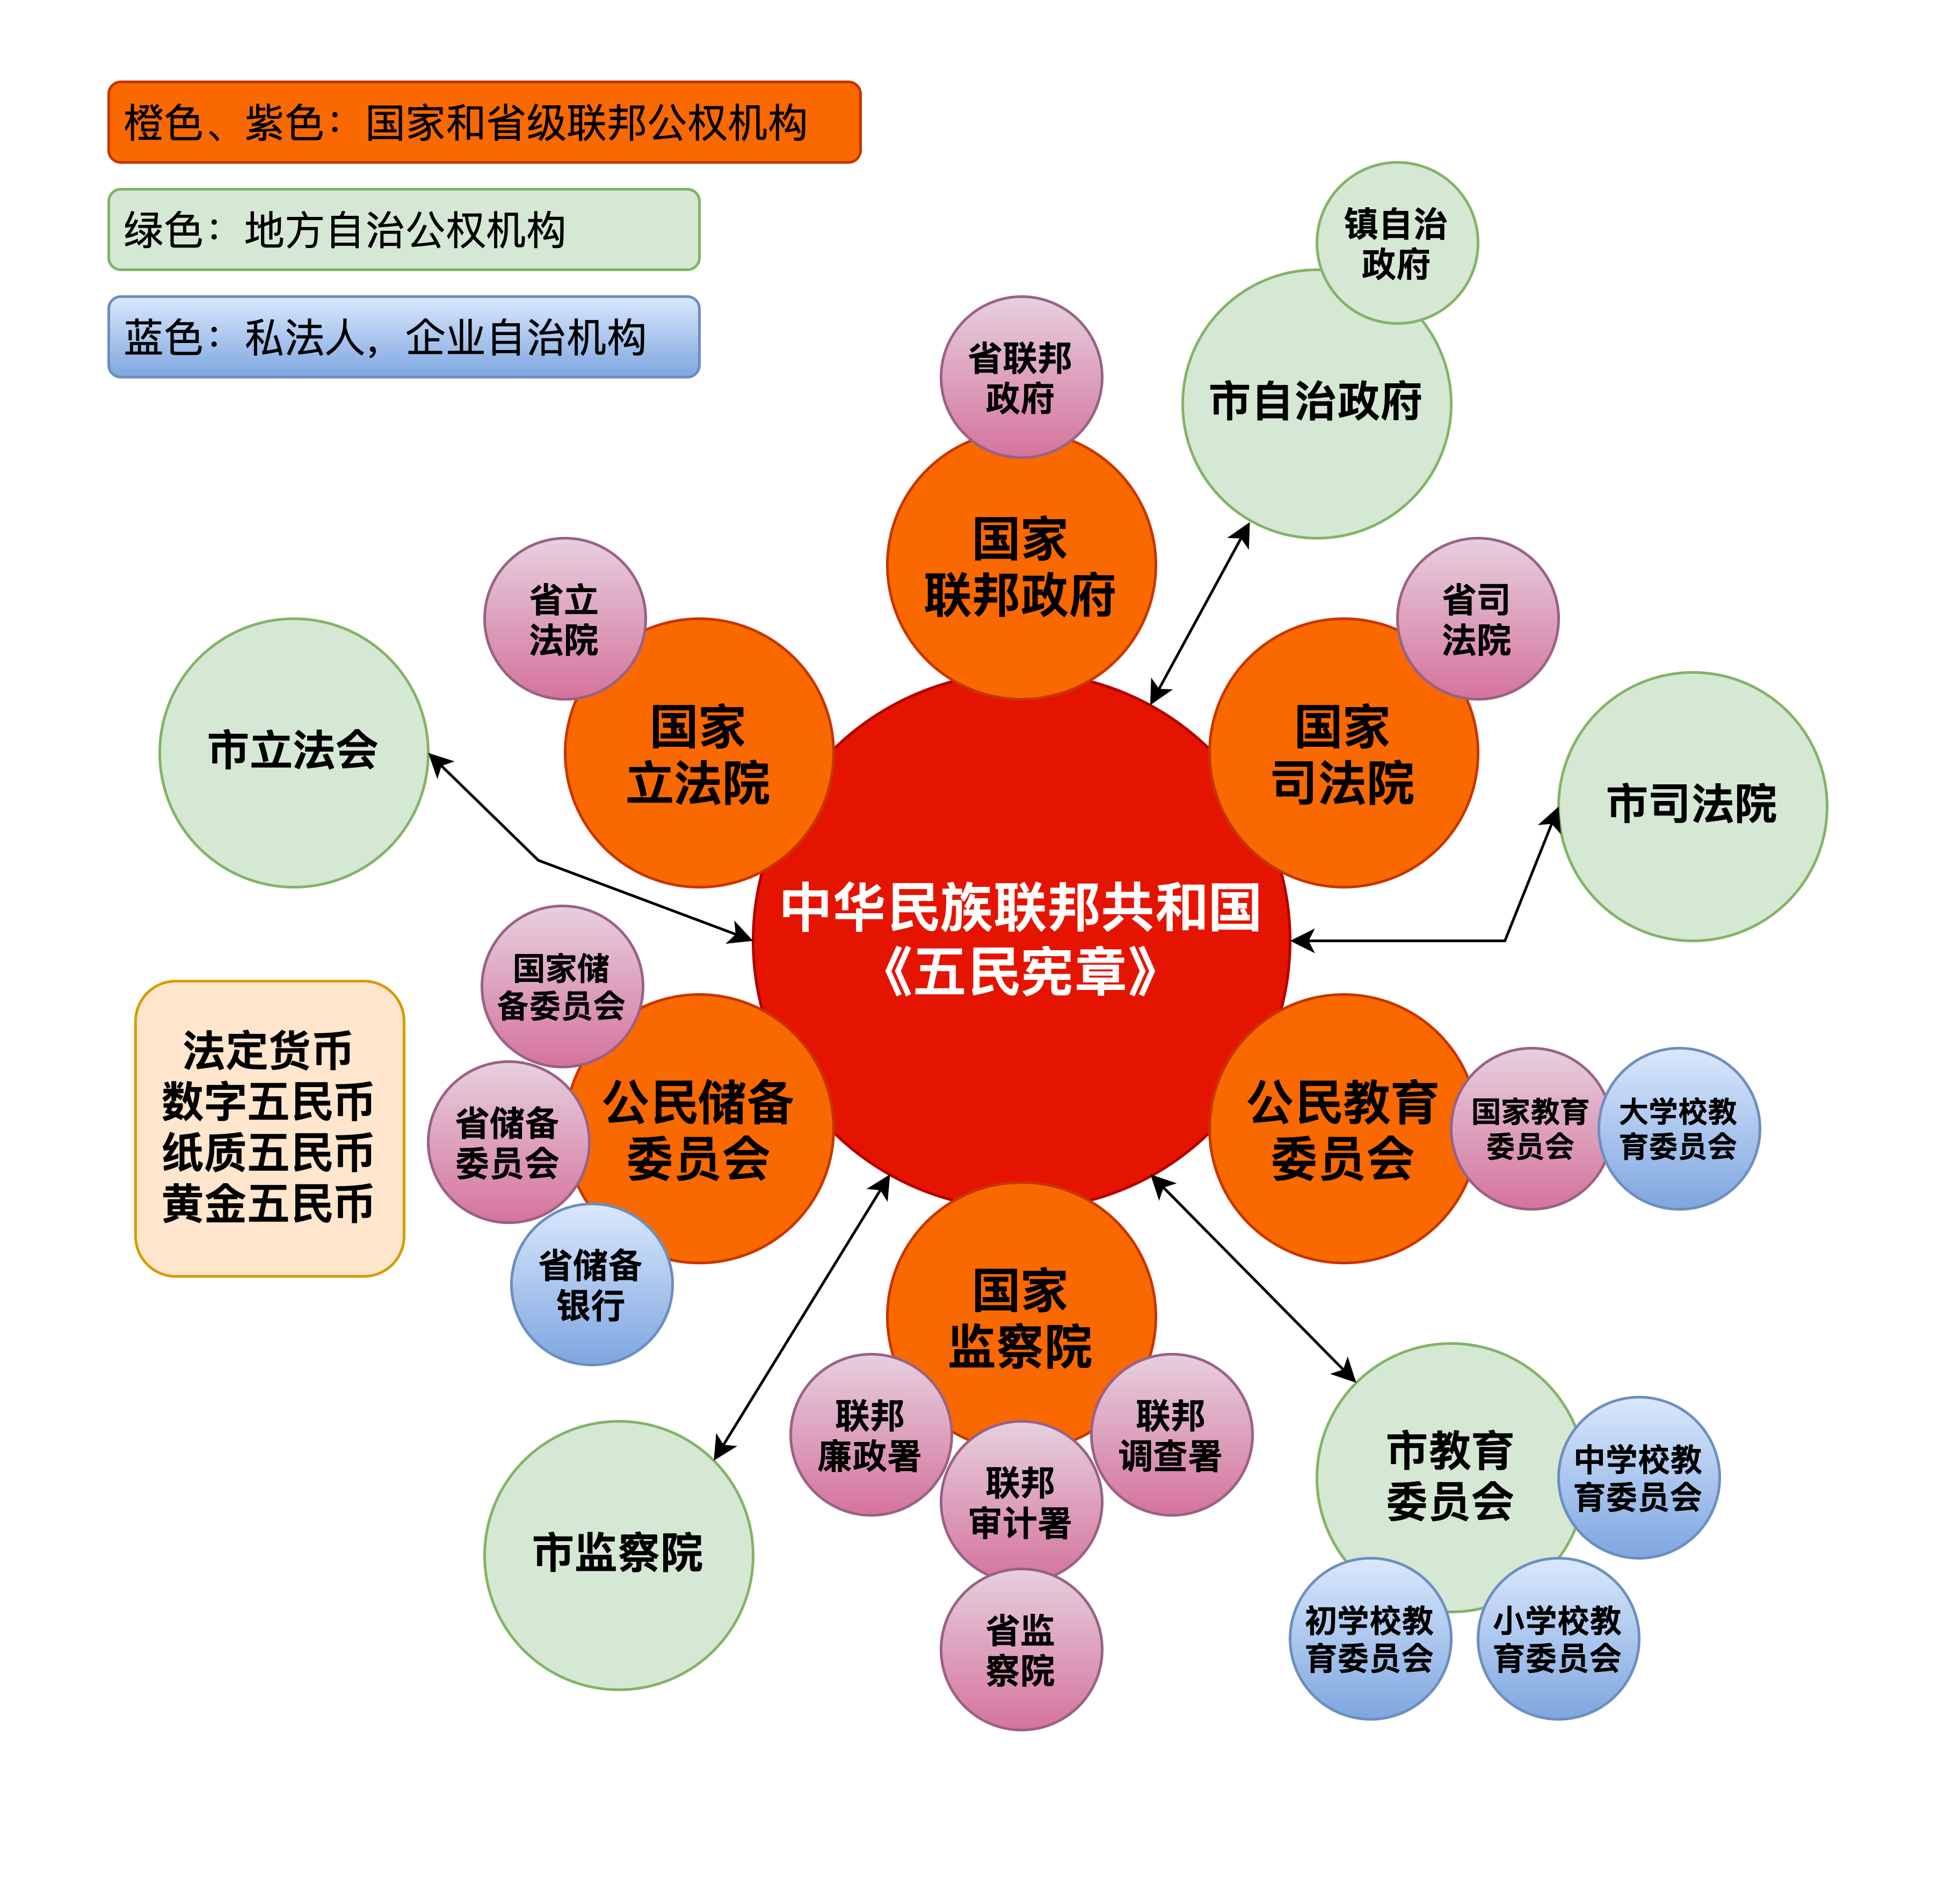 橙色、紫色：国家和省级联邦公权机构
绿色：地方自治公权机构
蓝色：私法人，企业自治机构
镇自治
政府
市自治政府
省联邦
政府
国家
联邦政府
省立
法院
国家
立法院
省司
法院
国家
司法院
市立法会
市司法院
中华民族联邦共和国
《五民宪章》
国家储
备委员会
省储备
委员会
公民储备
委员会
省储备
银行
法定货币
数字五民币
纸质五民币
黄金五民币
公民教育
委员会
国家教育
委员会
大学校教
育委员会
国家
监察院
联邦
廉政署
联邦
审计署
联邦
调查署
省监
察院
市监察院
市教育
委员会
中学校教
育委员会
初学校教
育委员会
小学校教
育委员会